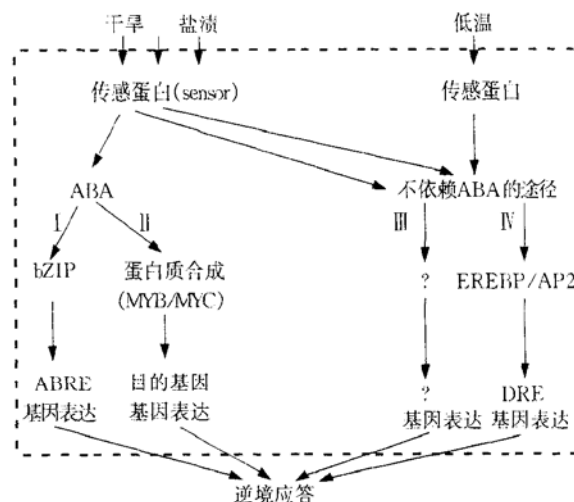 干旱 盐渍 低温
传感蛋白(sensor) 传感蛋白
ABA 不依赖ABA的途径
Ⅰ Ⅱ Ⅲ Ⅳ
bZIP 蛋白质合成 ? EREBP/AP2
(MYB/MYC)
ABRE 目的基因 ? DRE
基因表达 基因表达 基因表达 基因表达
逆境应答